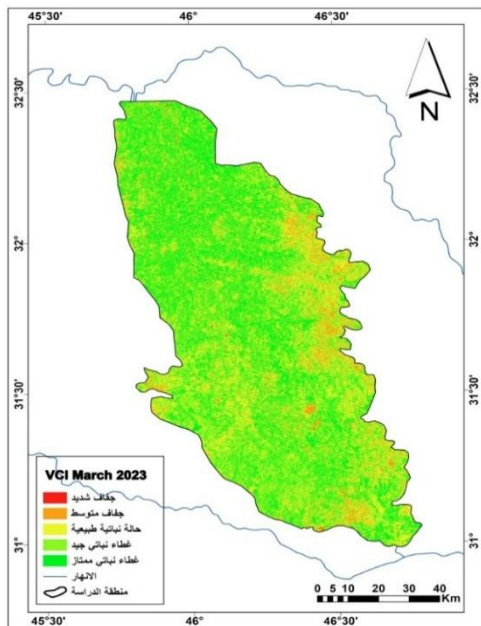 45°30' 46° 46°30'
32°30' 32°30'
N
32° 32°
31°30' 31°30'
VCI March 2023
جفاف شديد
جفاف متوسط
حالة نباتية طبيعية
غطاء نباتي جيد
غطاء نباتي ممتاز
الانهار
منطقة الدراسة
31° 31°
0 5 10 20 30 40
Km
45°30' 46° 46°30'